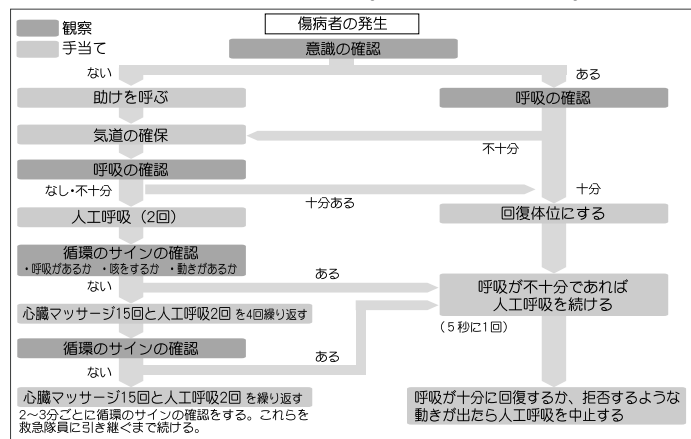 傷病者の発生
観察
手当て
意識の確認
ない
ある
助けを呼ぶ
呼吸の確認
気道の確保
不十分
呼吸の確認
なし・不十分
十分ある
十分
人工呼吸（2回）
回復体位にする
循環のサインの確認
・呼吸があるか ・咳をするか ・動きがあるか
ない
ある
呼吸が不十分であれば
人工呼吸を続ける
（5秒に1回）
心臓マッサージ15回と人工呼吸2回 を4回繰り返す
循環のサインの確認
ない
ある
心臓マッサージ15回と人工呼吸2回 を繰り返す
2～3分ごとに循環のサインの確認をする。これらを
救急隊員に引き継ぐまで続ける。
呼吸が十分に回復するか、拒否するような
動きが出たら人工呼吸を中止する